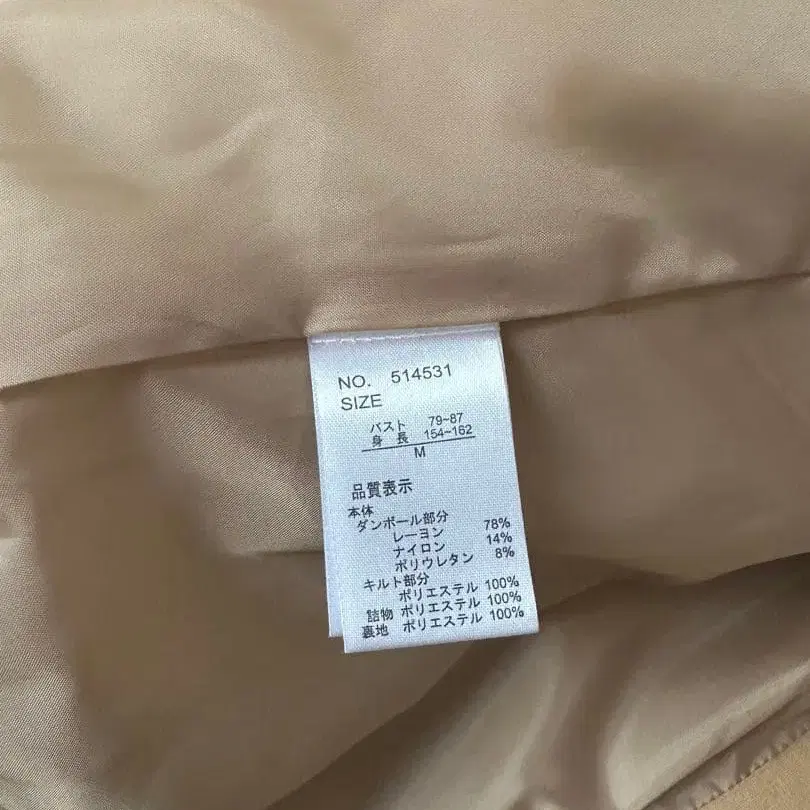 NO. 514531
SIZE
バスト 79~87
身長 154~162
M
品質表示
本体
ダンボール部分
レーヨン 78%
ナイロン 14%
ポリウレタン 8%
キルト部分
ポリエステル 100%
詰物 ポリエステル 100%
裏地 ポリエステル 100%